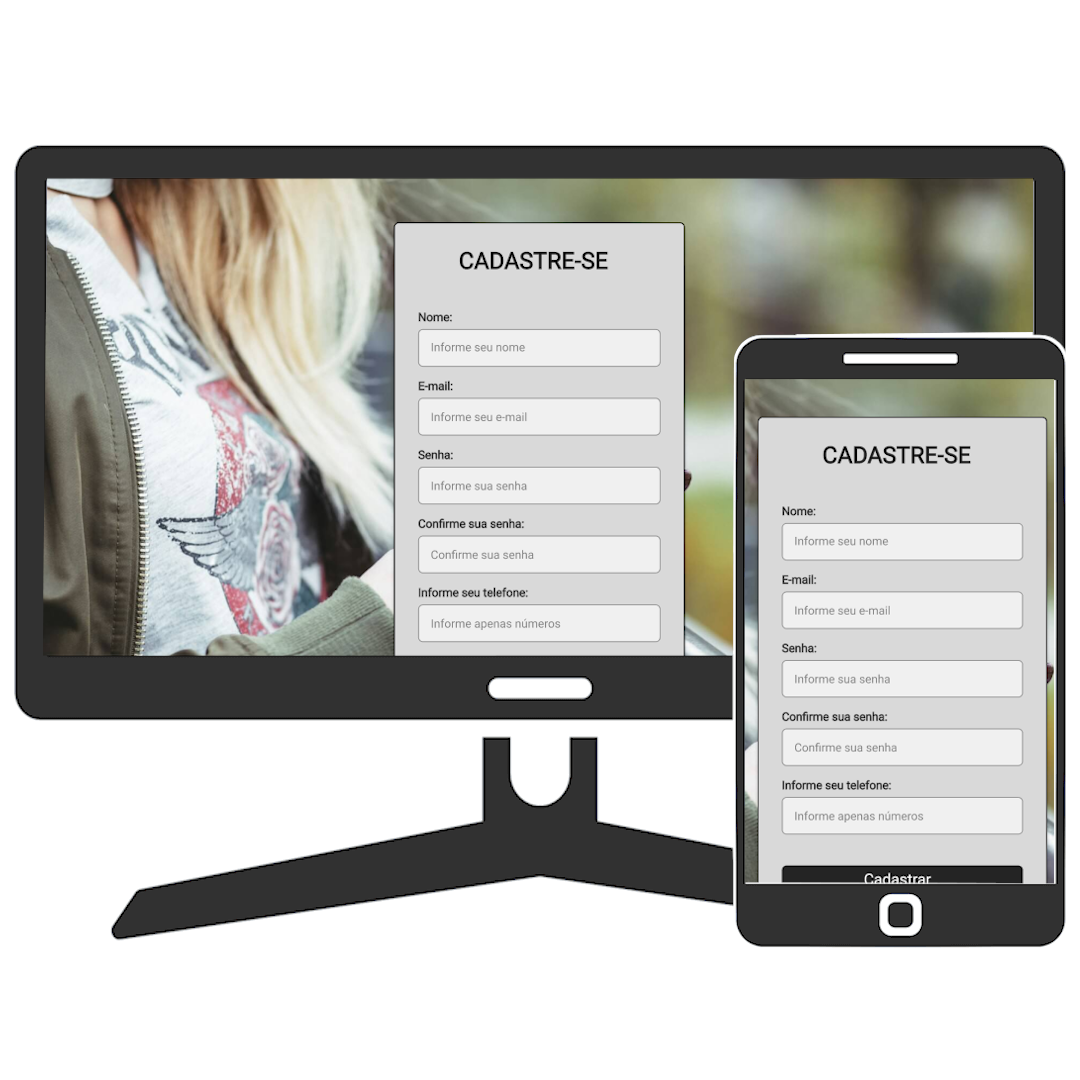 CADASTRE-SE
Nome:
Informe seu nome
E-mail:
Informe seu e-mail
Senha:
Informe sua senha
Confirme sua senha:
Confirme sua senha
Informe seu telefone:
Informe apenas números
CADASTRE-SE
Nome:
Informe seu nome
E-mail:
Informe seu e-mail
Senha:
Informe sua senha
Confirme sua senha:
Confirme sua senha
Informe seu telefone:
Informe apenas números
Cadastrar